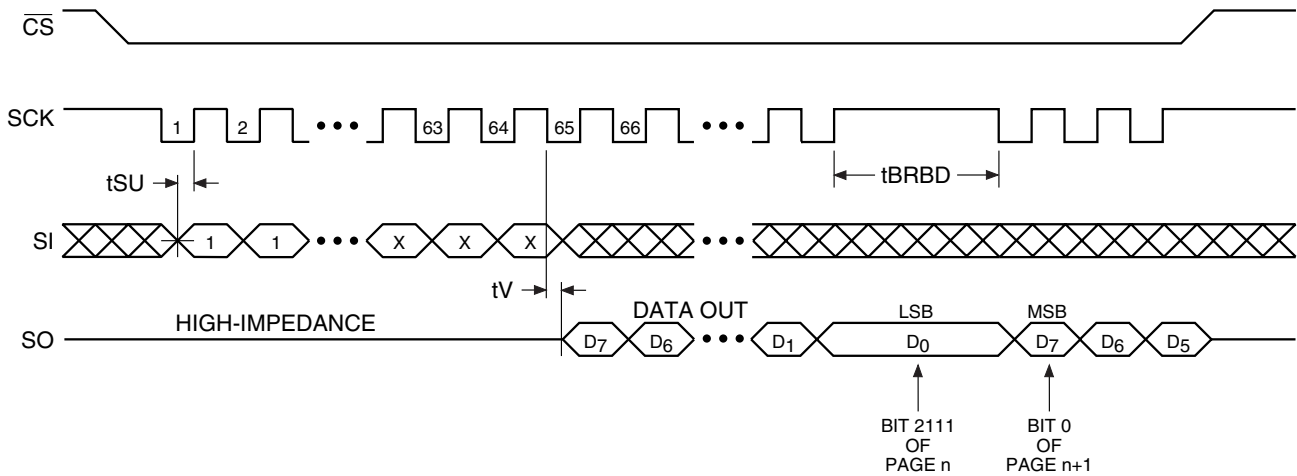 CS
SCK 1 2 ••• 63 64 65 66 •••
tSU tBRBD
SI 1 1 ••• X X X •••
tV
HIGH-IMPEDANCE DATA OUT LSB MSB
SO D7 D6 ••• D1 D0 D7 D6 D5
BIT 2111
OF
PAGE n
BIT 0
OF
PAGE n+1